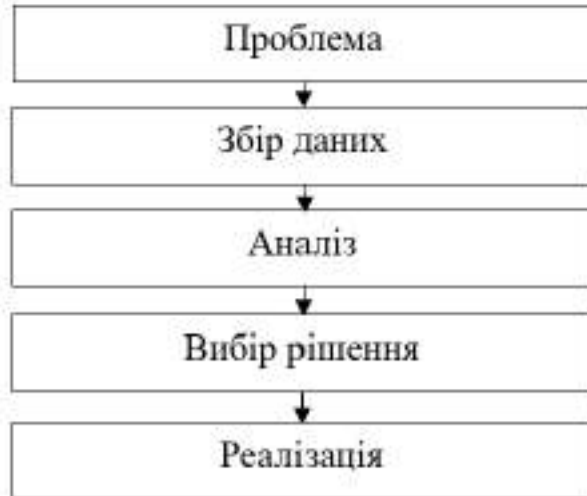 Проблема
Збір даних
Аналіз
Вибір рішення
Реалізація